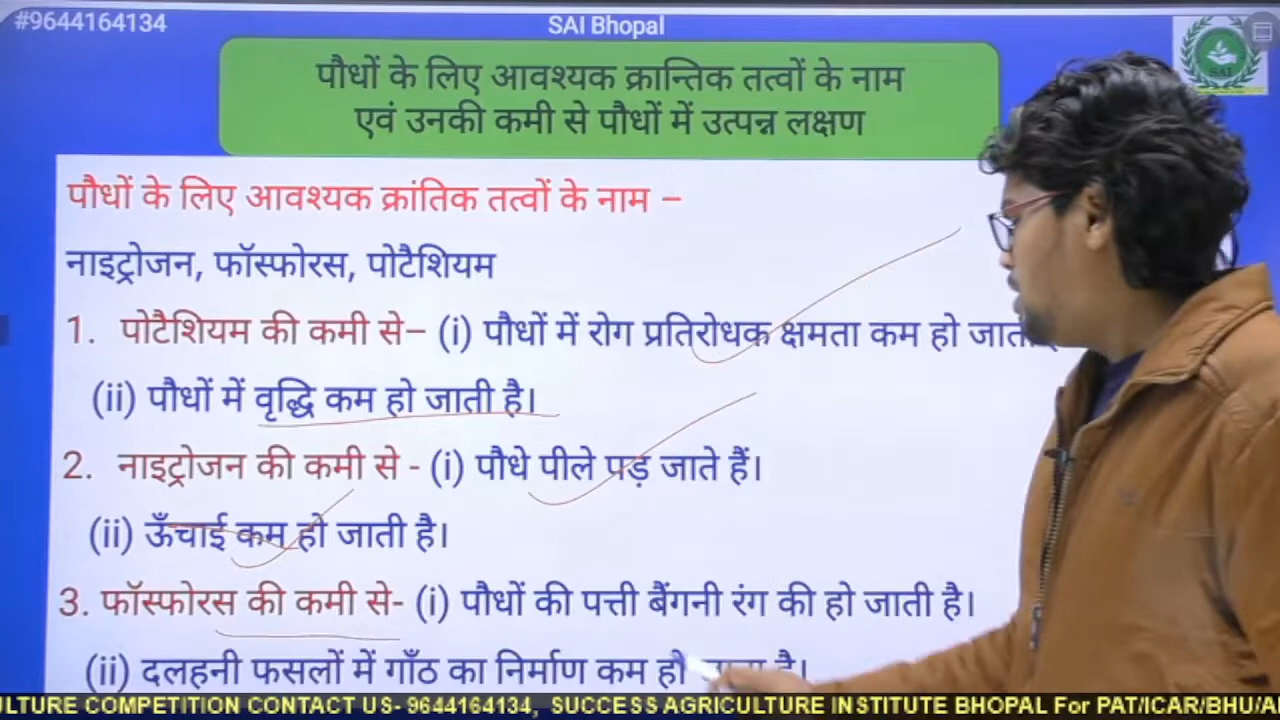 #9644164134
SAI Bhopal
SAI
पौधों के लिए आवश्यक क्रान्तिक तत्वों के नाम
एवं उनकी कमी से पौधों में उत्पन्न लक्षण
पौधों के लिए आवश्यक क्रांतिक तत्वों के नाम –
नाइट्रोजन, फॉस्फोरस, पोटैशियम
1. पोटैशियम की कमी से– (i) पौधों में रोग प्रतिरोधक क्षमता कम हो
(ii) पौधों में वृद्धि कम हो जाती है।
2. नाइट्रोजन की कमी से - (i) पौधे पीले पड़ जाते हैं।
(ii) ऊँचाई कम हो जाती है।
3. फॉस्फोरस की कमी से- (i) पौधों की पत्ती बैंगनी रंग की हो जाती है।
(ii) दलहनी फसलों में गाँठ का निर्माण कम हो है।
COMPETITION CONTACT US- 9644164134, SUCCESS AGRICULTURE INSTITUTE BHOPAL For PAT/ICAR/BHU/